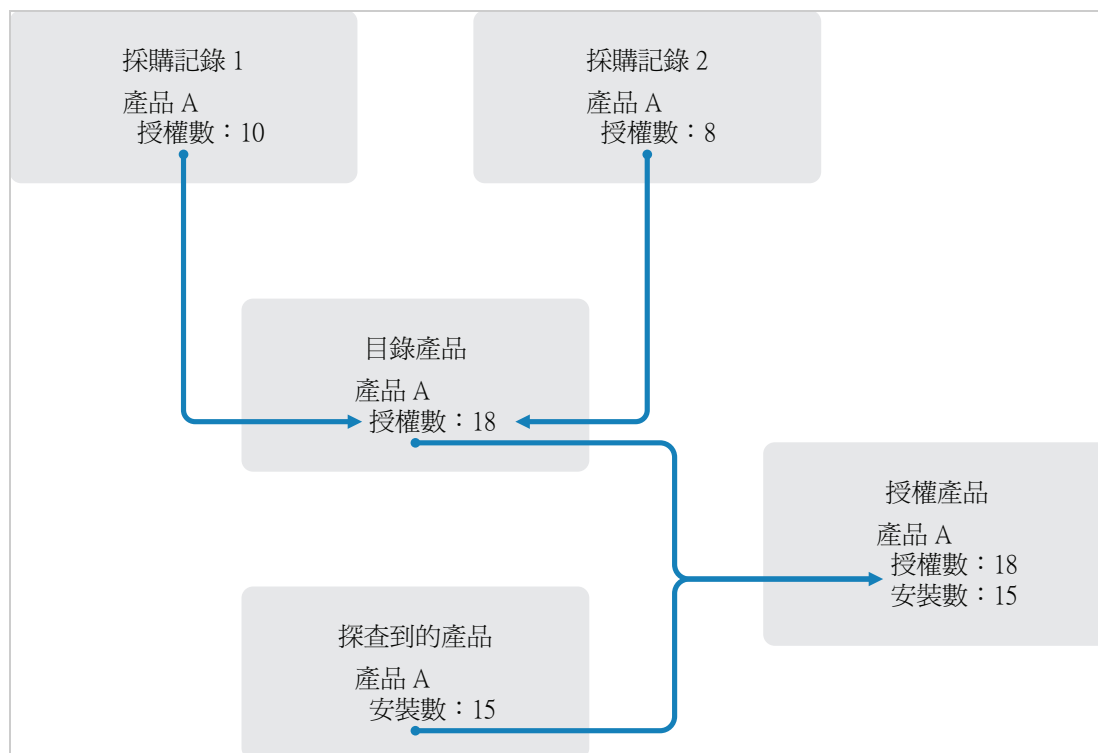 採購記錄 1
產品 A
授權數：10
採購記錄 2
產品 A
授權數：8
目錄產品
產品 A
授權數：18
授權產品
產品 A
授權數：18
安裝數：15
探查到的產品
產品 A
安裝數：15